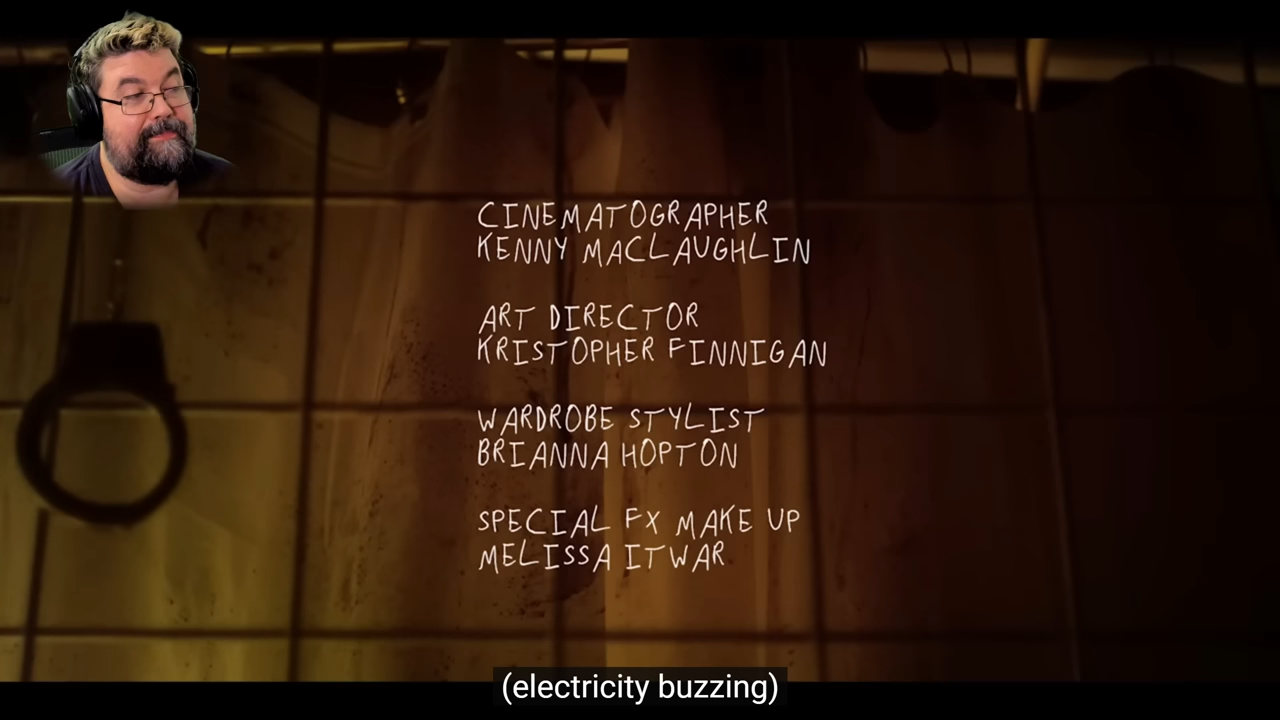 CINEMATOGRAPHER
KENNY MACLAUGHLIN
ART DIRECTOR
KRISTOPHER FINNIGAN
WARDROBE STYLIST
BRIANNA HOPTON
SPECIAL FX MAKE UP
MELISSA ITWAR
(electricity buzzing)